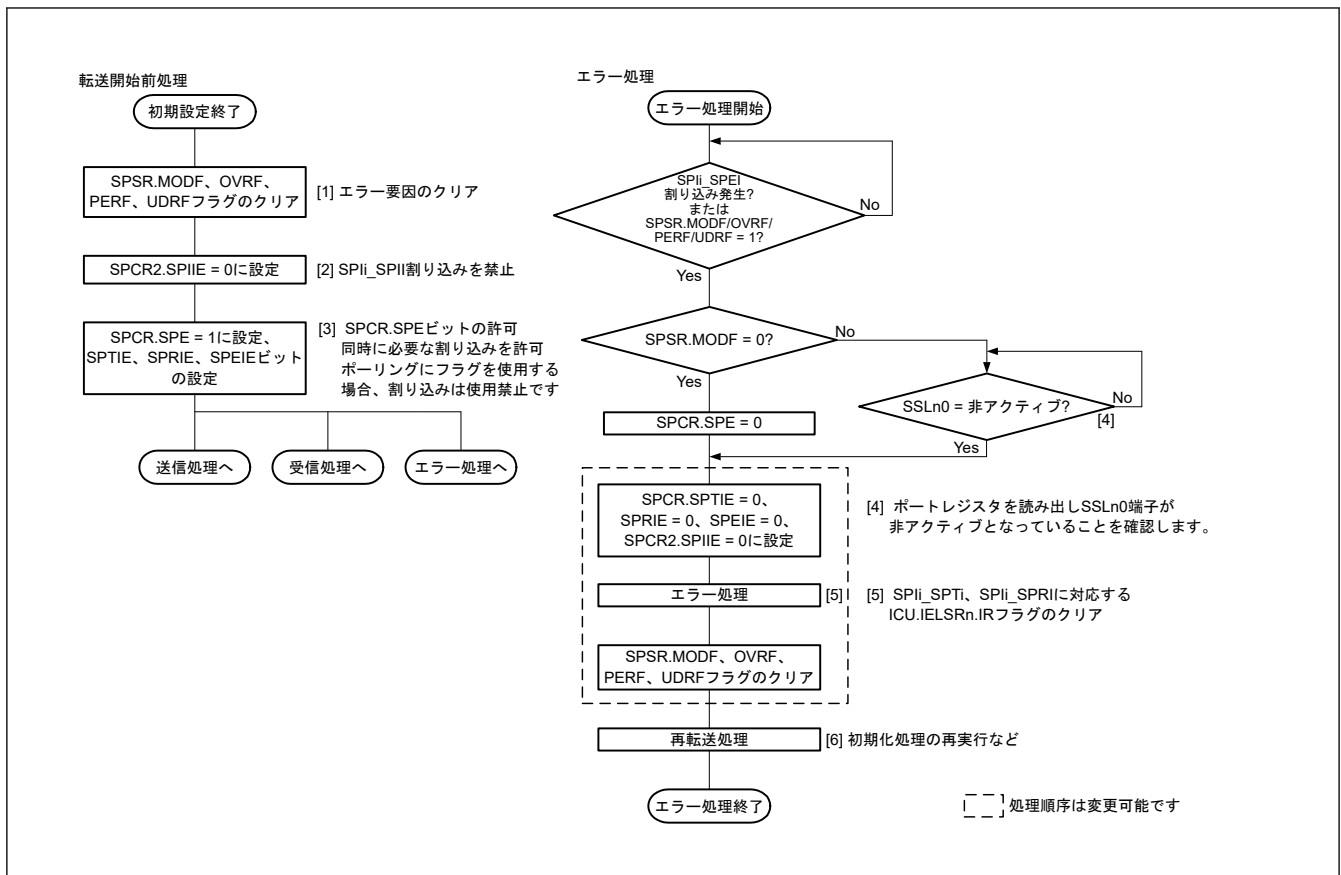 転送開始前処理
初期設定終了
SPSR.MODF、OVRF、
PERF、UDRFフラグのクリア
[1] エラー要因のクリア
SPCR2.SPIIE = 0に設定
[2] SPIi_SPII割り込みを禁止
SPCR.SPE = 1に設定、
SPTIE、SPRIE、SPEIEビット
の設定
[3] SPCR.SPEビットの許可
同時に必要な割り込みを許可
ポーリングにフラグを使用する
場合、割り込みは使用禁止です
送信処理へ
受信処理へ
エラー処理へ
エラー処理
エラー処理開始
SPIi_SPEI
割り込み発生?
または
SPSR.MODF/OVRF/
PERF/UDRF = 1?
No
Yes
SPSR.MODF = 0?
No
Yes
SSLn0 = 非アクティブ?
No
[4]
Yes
SPCR.SPE = 0
SPCR.SPTIE = 0、
SPRIE = 0、SPEIE = 0、
SPCR2.SPIIE = 0に設定
[4] ポートレジスタを読み出しSSLn0端子が
非アクティブとなっていることを確認します。
エラー処理
[5]
[5] SPIi_SPTi、SPIi_SPRIに対応する
ICU.IELSRn.IRフラグのクリア
SPSR.MODF、OVRF、
PERF、UDRFフラグのクリア
再転送処理
[6] 初期化処理の再実行など
エラー処理終了
処理順序は変更可能です